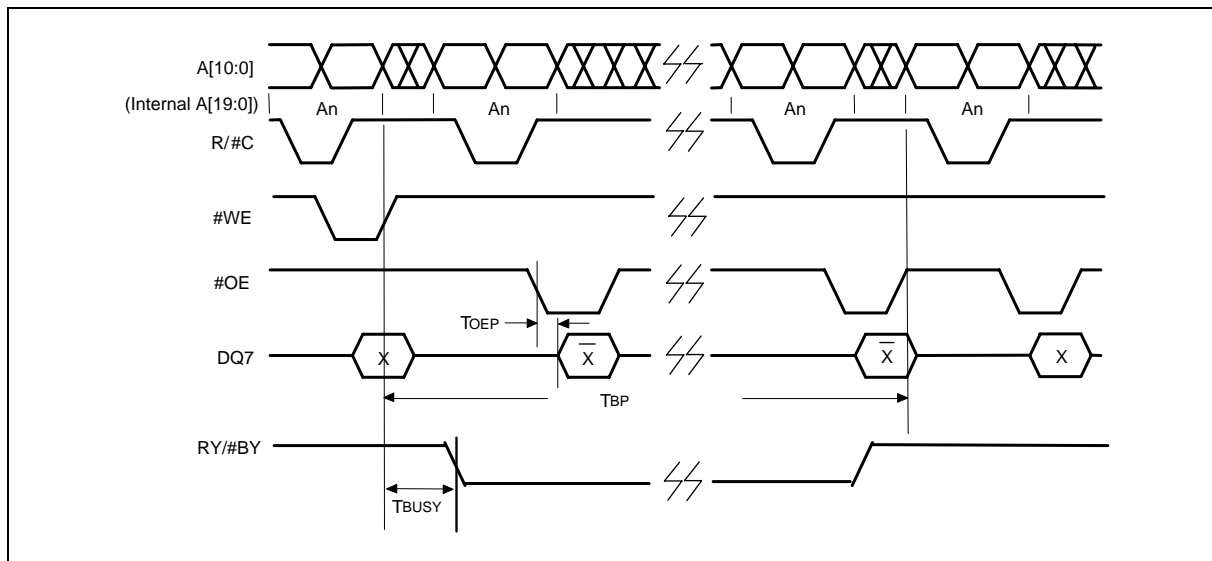 A[10:0]
(Internal A[19:0])
An An An An
R/#C
#WE
#OE
TOEP
DQ7
X X̅ X̅ X
TBP
RY/#BY
TBUSY